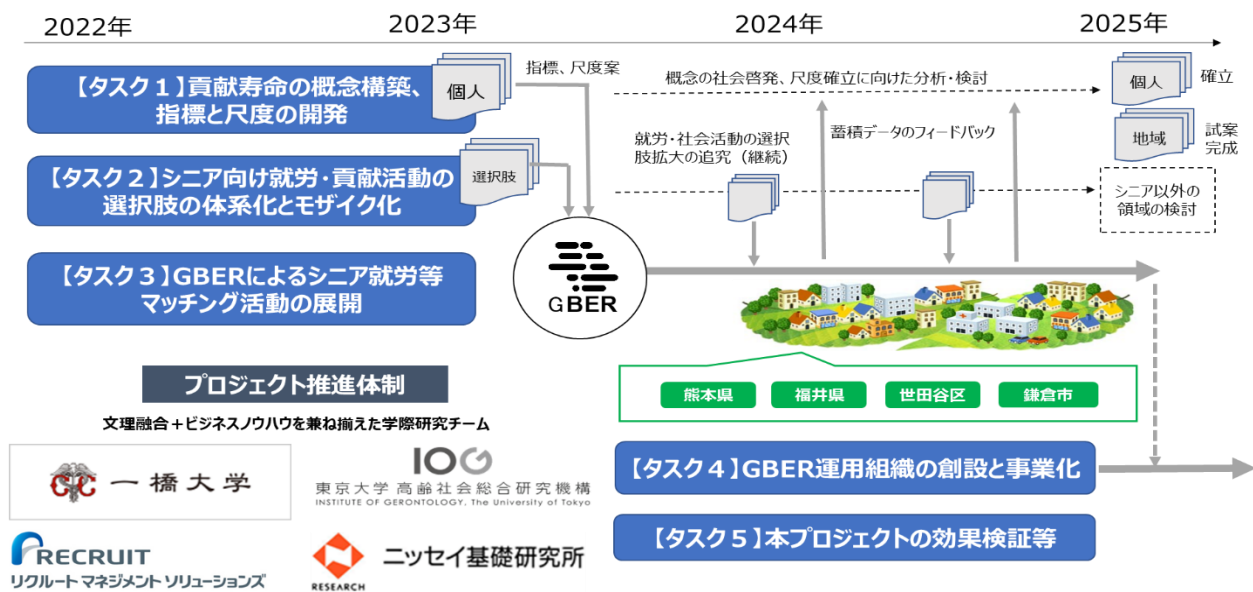 2022年
2023年
2024年
2025年
【タスク１】貢献寿命の概念構築、
指標と尺度の開発
個人
指標、尺度案
概念の社会啓発、尺度確立に向けた分析・検討
個人
確立
地域
試案
完成
【タスク２】シニア向け就労・貢献活動の
選択肢の体系化とモザイク化
選択肢
就労・社会活動の選択
肢拡大の追究（継続）
蓄積データのフィードバック
シニア以外の
領域の検討
【タスク３】GBERによるシニア就労等
マッチング活動の展開
GBER
熊本県
福井県
世田谷区
鎌倉市
プロジェクト推進体制
文理融合＋ビジネスノウハウを兼ね揃えた学際研究チーム
一橋大学
IOG
東京大学 高齢社会総合研究機構
INSTITUTE OF GERONTOLOGY, The University of Tokyo
RECRUIT
リクルート マネジメント ソリューションズ
RESEARCH
ニッセイ基礎研究所
【タスク４】GBER運用組織の創設と事業化
【タスク５】本プロジェクトの効果検証等